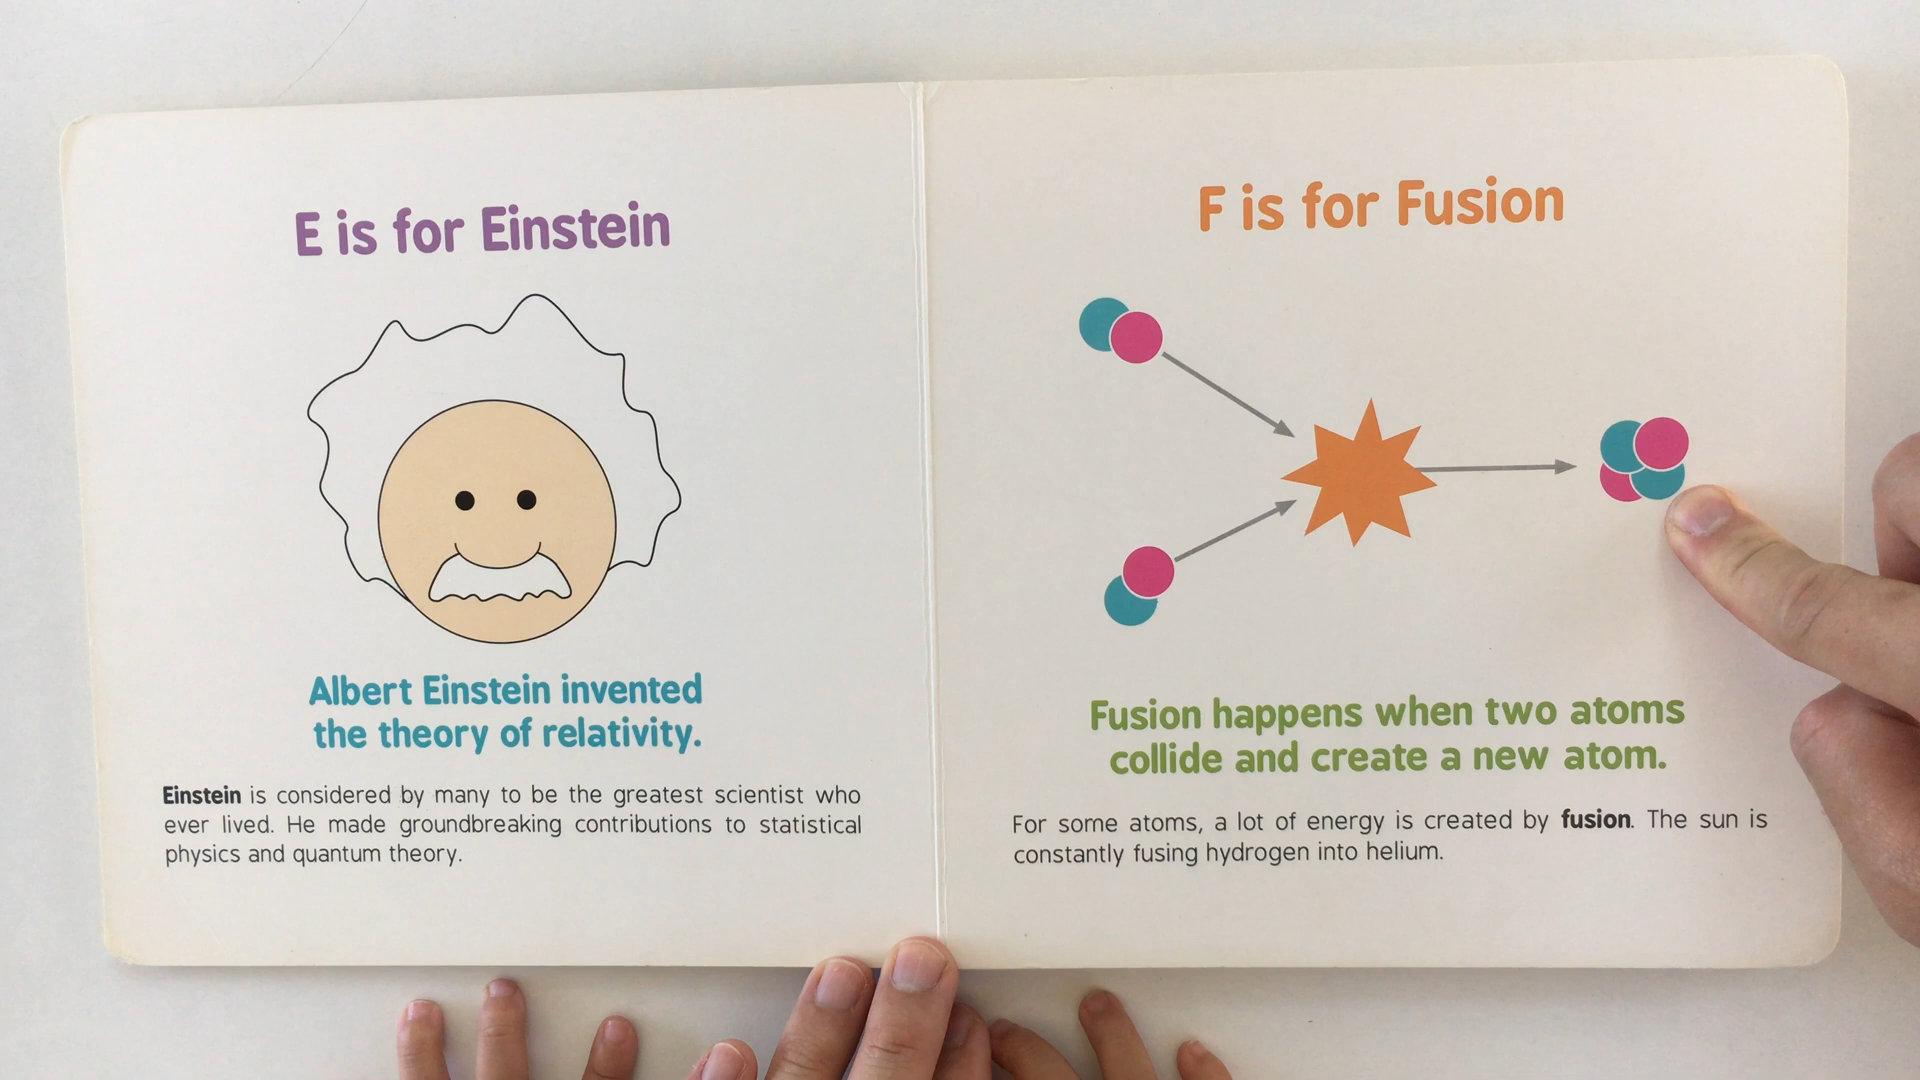 E is for Einstein
Albert Einstein invented
the theory of relativity.
Einstein is considered by many to be the greatest scientist who
ever lived. He made groundbreaking contributions to statistical
physics and quantum theory.
F is for Fusion
Fusion happens when two atoms
collide and create a new atom.
For some atoms, a lot of energy is created by fusion. The sun is
constantly fusing hydrogen into helium.